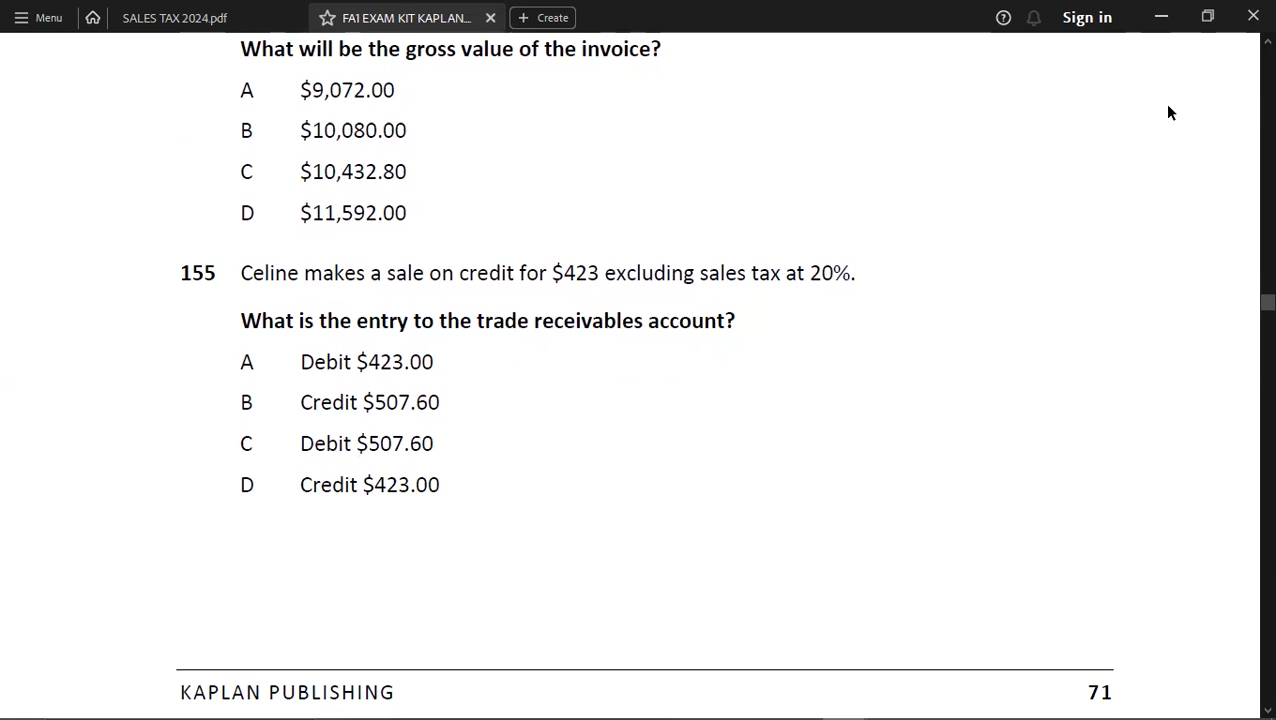 Menu
SALES TAX 2024.pdf
FA1 EXAM KIT KAPLAN...
Create
Sign in
What will be the gross value of the invoice?
A $9,072.00
B $10,080.00
C $10,432.80
D $11,592.00
155 Celine makes a sale on credit for $423 excluding sales tax at 20%.
What is the entry to the trade receivables account?
A Debit $423.00
B Credit $507.60
C Debit $507.60
D Credit $423.00
KAPLAN PUBLISHING 71